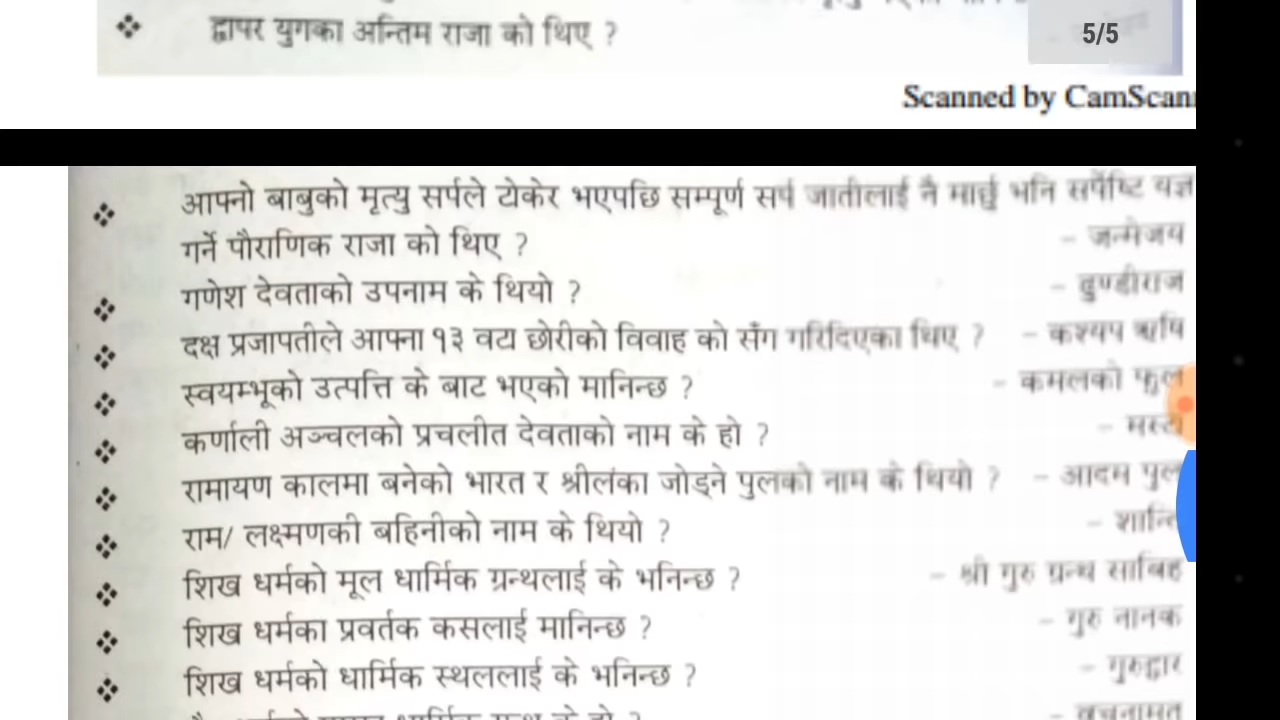 द्वापर युगका अन्तिम राजा को थिए ?
5/5
Scanned by CamScan
आफ्नो बाबुको मृत्यु सर्पले टोकेर भएपछि सम्पूर्ण सर्प जातीलाई नै मार्छु भनि सर्पेष्टि यज्ञ
गर्ने पौराणिक राजा को थिए ? – जन्मेजय
गणेश देवताको उपनाम के थियो ? – ढुण्डीराज
दक्ष प्रजापतीले आफ्ना १३ वटा छोरीको विवाह को सँग गरिदिएका थिए ? – कश्यप ऋषि
स्वयम्भूको उत्पत्ति के बाट भएको मानिन्छ ? – कमलको फुल
कर्णाली अञ्चलको प्रचलीत देवताको नाम के हो ?
रामायण कालमा बनेको भारत र श्रीलंका जोड्ने पुलको नाम के थियो ? – आदम पुल
राम/ लक्ष्मणकी बहिनीको नाम के थियो ? – शान्ति
शिख धर्मको मूल धार्मिक ग्रन्थलाई के भनिन्छ ? – श्री गुरु ग्रन्थ साबिह
शिख धर्मका प्रवर्तक कसलाई मानिन्छ ? – गुरु नानक
शिख धर्मको धार्मिक स्थललाई के भनिन्छ ? – गुरुद्वार